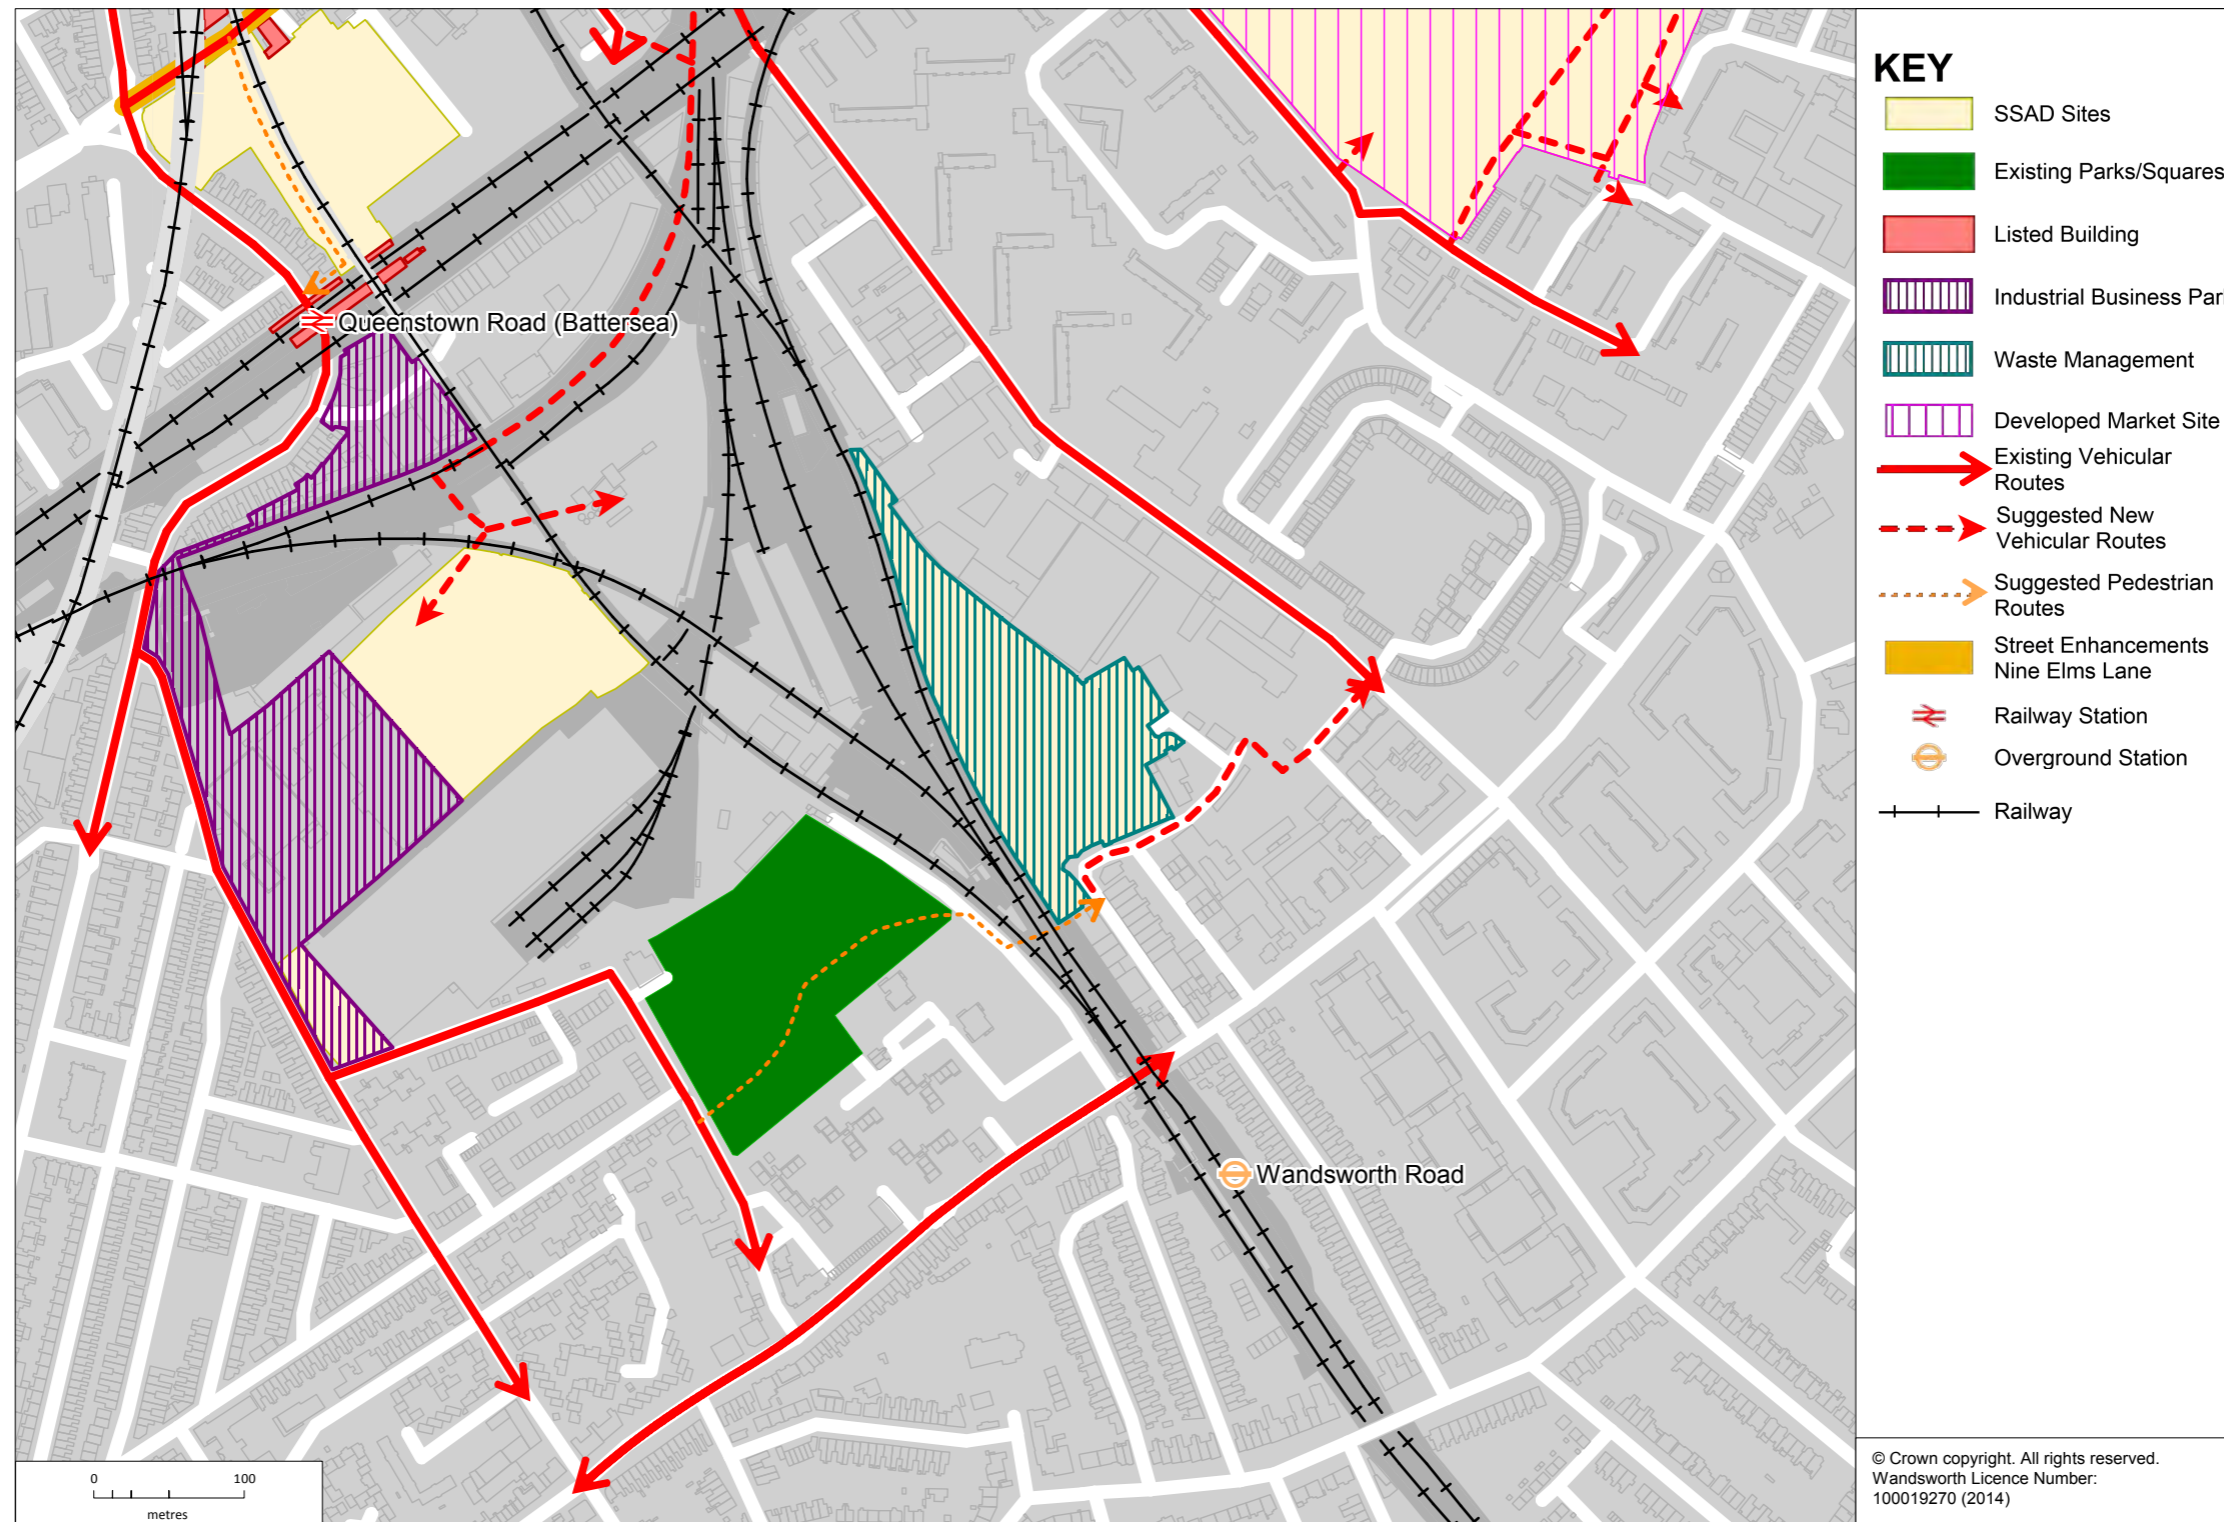 Queenstown Road (Battersea)
Wandsworth Road
0 100
metres
KEY
SSAD Sites
Existing Parks/Squares
Listed Building
Industrial Business Par
Waste Management
Developed Market Site
Existing Vehicular
Routes
Suggested New
Vehicular Routes
Suggested Pedestrian
Routes
Street Enhancements
Nine Elms Lane
Railway Station
Overground Station
Railway
© Crown copyright. All rights reserved.
Wandsworth Licence Number:
100019270 (2014)